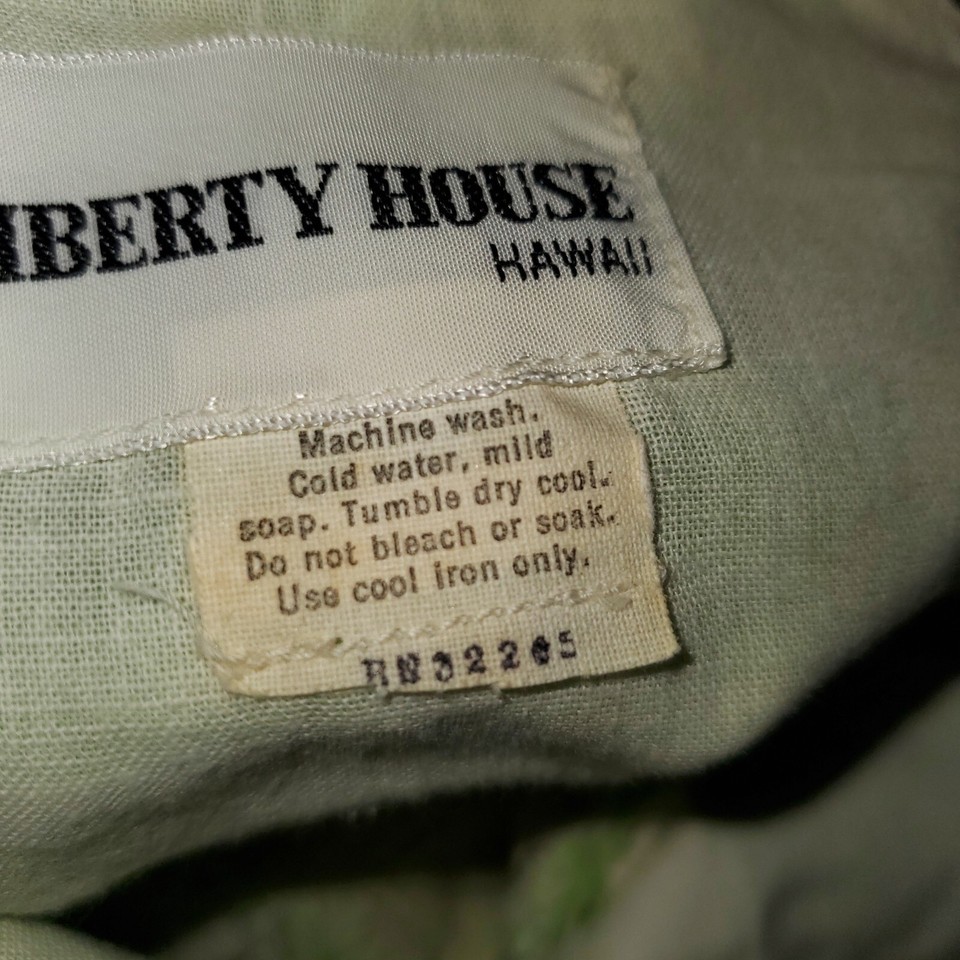 IBERTY HOUSE
HAWAII
Machine wash.
Cold water, mild
soap. Tumble dry cool.
Do not bleach or soak.
Use cool iron only.